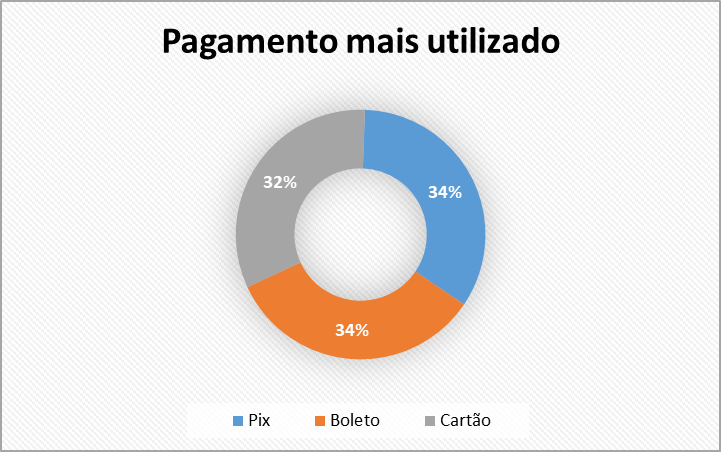 Pagamento mais utilizado
32%
34%
34%
Pix Boleto Cartão